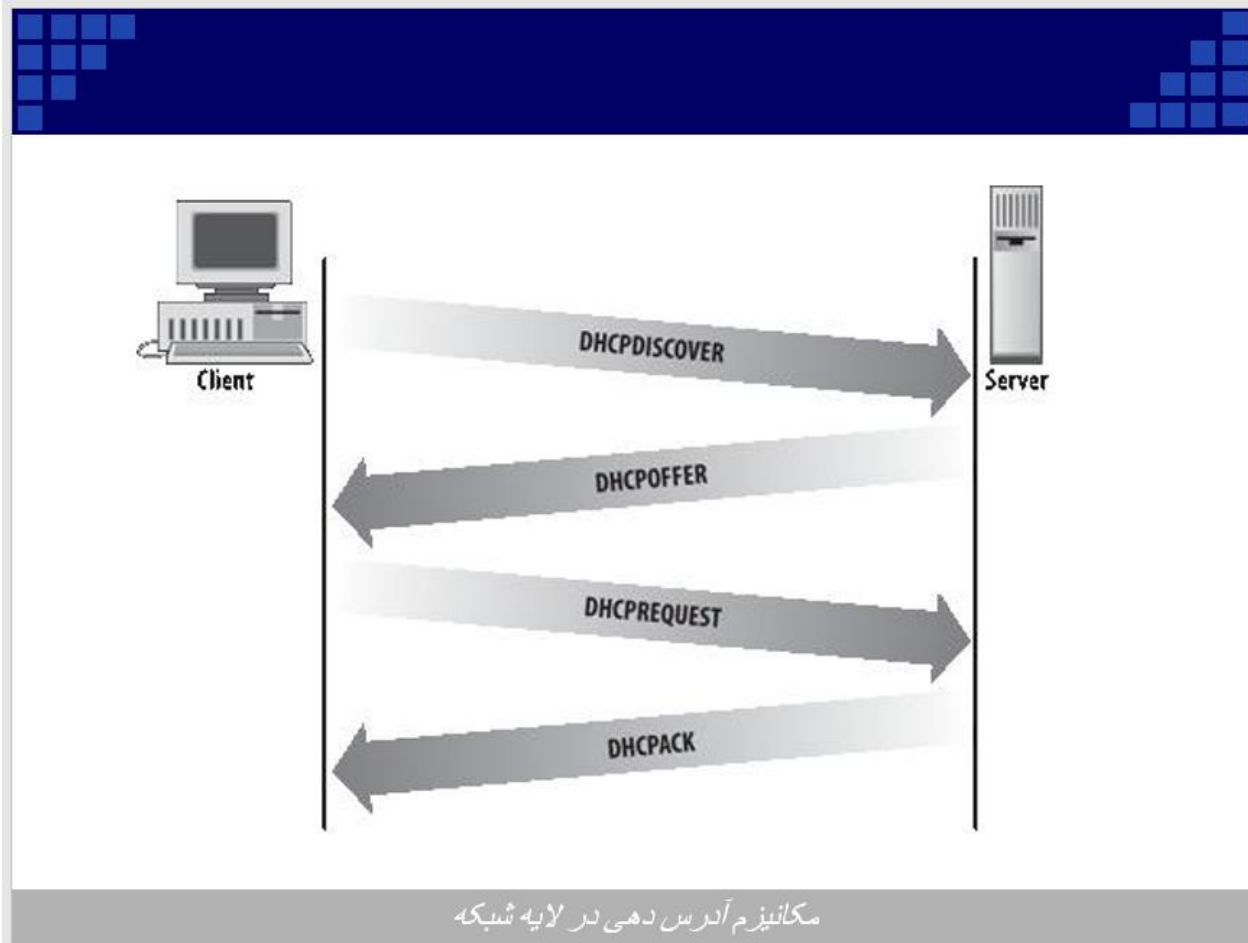 Client
Server
DHCPDISCOVER
DHCPOFFER
DHCPREQUEST
DHCPACK
مکانیزم آدرس دهی در لایه شبکه